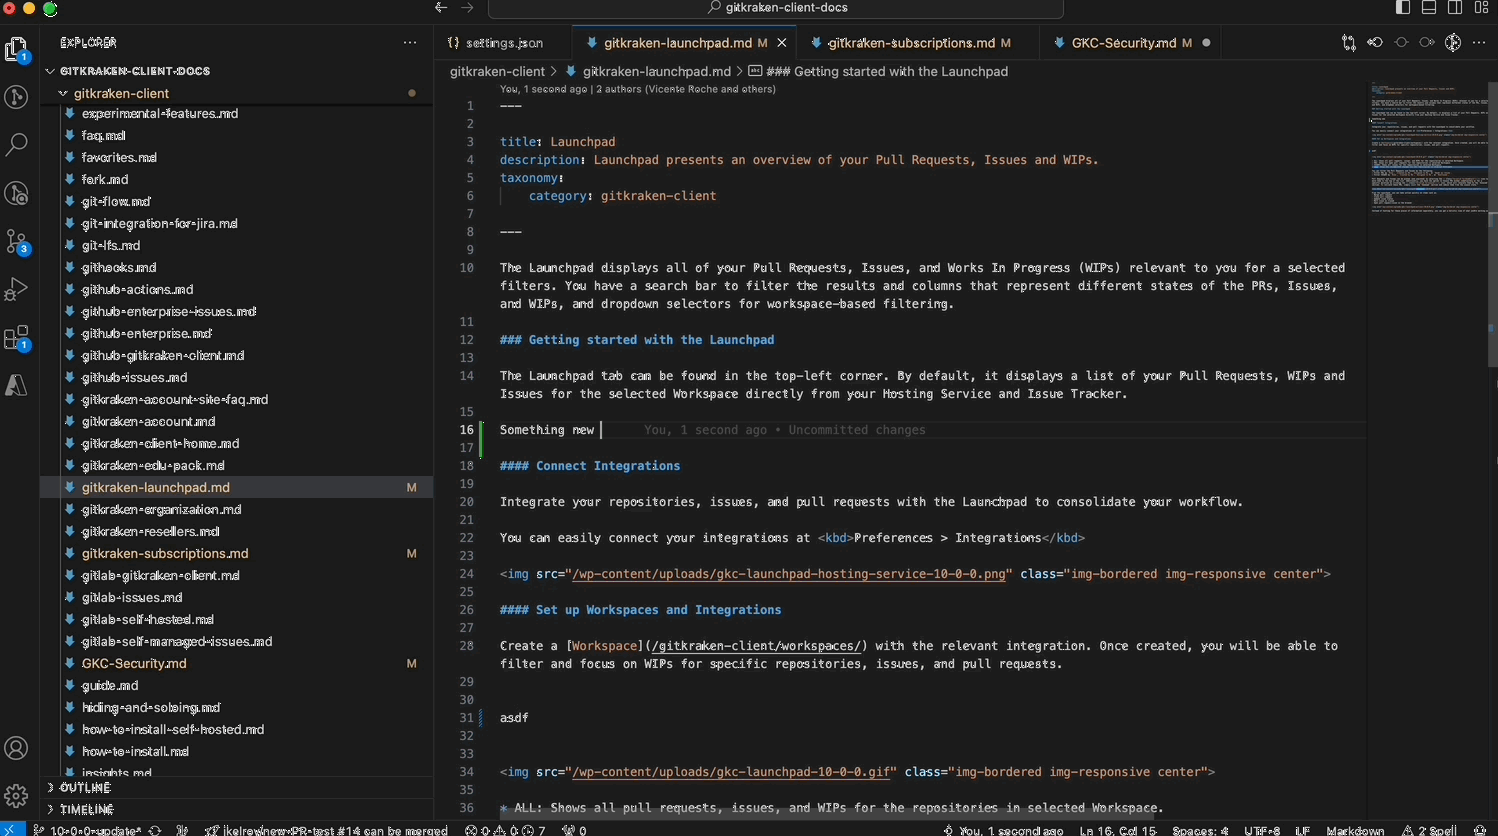 gitkraken-client-docs
EXPLORER
GITKRAKEN-CLIENT-DOCS
gitkraken-client
experimental-features.md
faq.md
favorites.md
fork.md
git-flow.md
git-integration-for-jira.md
git-lfs.md
githooks.md
github-actions.md
github-enterprise-issues.md
github-enterprise.md
github-gitkraken-client.md
github-issues.md
gitkraken-account-site-faq.md
gitkraken-account.md
gitkraken-client-home.md
gitkraken-edu-pack.md
gitkraken-launchpad.md M
gitkraken-organization.md
gitkraken-resellers.md
gitkraken-subscriptions.md M
gitlab-gitkraken-client.md
gitlab-issues.md
gitlab-self-hosted.md
gitlab-self-managed-issues.md
GKC-Security.md M
guide.md
hiding-and-soloing.md
how-to-install-self-hosted.md
how-to-install.md
insights.md
OUTLINE
TIMELINE
1
3
1
{} settings.json gitkraken-launchpad.md M gitkraken-subscriptions.md M GKC-Security.md M
gitkraken-client > gitkraken-launchpad.md > ### Getting started with the Launchpad
You, 1 second ago | 2 authors (Vicente Roche and others)
1 ---
2
3 title: Launchpad
4 description: Launchpad presents an overview of your Pull Requests, Issues and WIPs.
5 taxonomy:
6 category: gitkraken-client
7
8 ---
9
10 The Launchpad displays all of your Pull Requests, Issues, and Works In Progress (WIPs) relevant to you for a selected
filters. You have a search bar to filter the results and columns that represent different states of the PRs, Issues,
and WIPs, and dropdown selectors for workspace-based filtering.
11
12 ### Getting started with the Launchpad
13
14 The Launchpad tab can be found in the top-left corner. By default, it displays a list of your Pull Requests, WIPs and
Issues for the selected Workspace directly from your Hosting Service and Issue Tracker.
15
16 Something new You, 1 second ago • Uncommitted changes
17
18 #### Connect Integrations
19
20 Integrate your repositories, issues, and pull requests with the Launchpad to consolidate your workflow.
21
22 You can easily connect your integrations at <kbd>Preferences > Integrations</kbd>
23
24 <img src="/wp-content/uploads/gkc-launchpad-hosting-service-10-0-0.png" class="img-bordered img-responsive center">
25
26 #### Set up Workspaces and Integrations
27
28 Create a [Workspace](/gitkraken-client/workspaces/) with the relevant integration. Once created, you will be able to
filter and focus on WIPs for specific repositories, issues, and pull requests.
29
30
31 asdf
32
33
34 <img src="/wp-content/uploads/gkc-launchpad-10-0-0.gif" class="img-bordered img-responsive center">
35
36 * ALL: Shows all pull requests, issues, and WIPs for the repositories in selected Workspace.
10-0-0-update* jkelroy/new-PR-test #14 can be merged 0 0 7 0 You, 1 second ago Ln 16, Col 15 Spaces: 4 UTF-8 LF Markdown 2 Spell